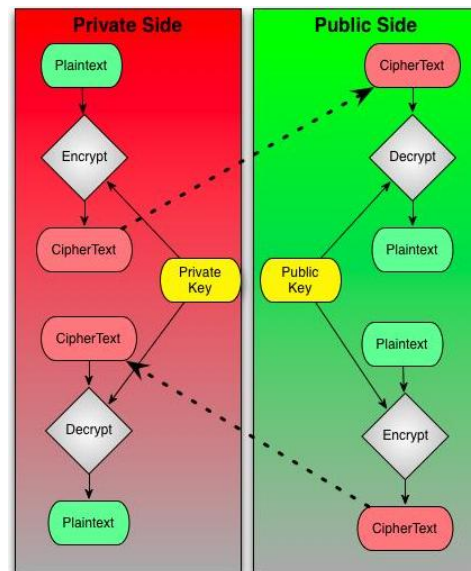 Private Side
Plaintext
Encrypt
CipherText
Private
Key
CipherText
Decrypt
Plaintext
Public Side
CipherText
Decrypt
Plaintext
Public
Key
Plaintext
Encrypt
CipherText